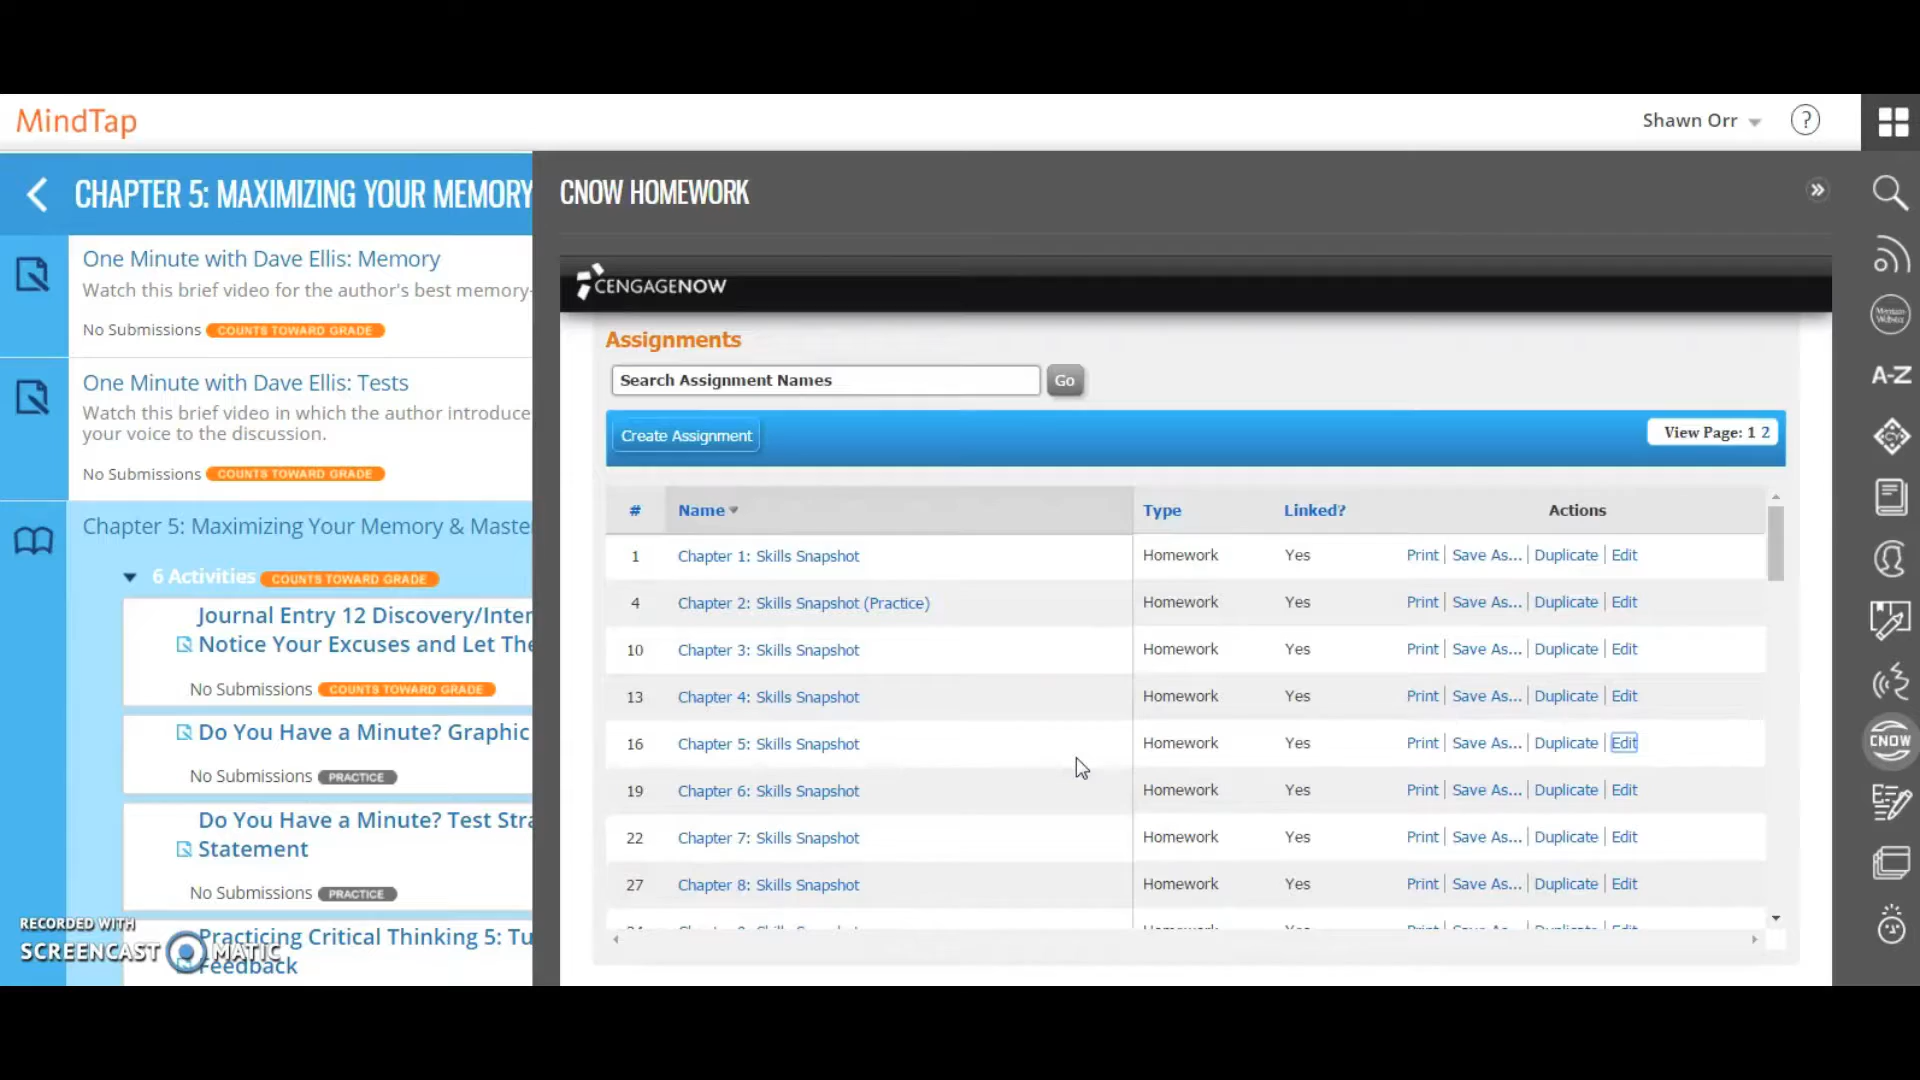 MindTap
Shawn Orr
?
CHAPTER 5: MAXIMIZING YOUR MEMORY
One Minute with Dave Ellis: Memory
Watch this brief video for the author's best memory-
No Submissions COUNTS TOWARD GRADE
One Minute with Dave Ellis: Tests
Watch this brief video in which the author introduce
your voice to the discussion.
No Submissions COUNTS TOWARD GRADE
Chapter 5: Maximizing Your Memory & Maste
6 Activities COUNTS TOWARD GRADE
Journal Entry 12 Discovery/Inten
Notice Your Excuses and Let The
No Submissions COUNTS TOWARD GRADE
Do You Have a Minute? Graphic
No Submissions PRACTICE
Do You Have a Minute? Test Stra
Statement
No Submissions PRACTICE
Practicing Critical Thinking 5: Tu
Feedback
RECORDED WITH
SCREENCAST MATIC
CNOW HOMEWORK
CENGAGENOW
Assignments
Search Assignment Names Go
Create Assignment View Page: 1 2
# Name Type Linked? Actions
1 Chapter 1: Skills Snapshot Homework Yes Print | Save As... | Duplicate | Edit
4 Chapter 2: Skills Snapshot (Practice) Homework Yes Print | Save As... | Duplicate | Edit
10 Chapter 3: Skills Snapshot Homework Yes Print | Save As... | Duplicate | Edit
13 Chapter 4: Skills Snapshot Homework Yes Print | Save As... | Duplicate | Edit
16 Chapter 5: Skills Snapshot Homework Yes Print | Save As... | Duplicate | Edit
19 Chapter 6: Skills Snapshot Homework Yes Print | Save As... | Duplicate | Edit
22 Chapter 7: Skills Snapshot Homework Yes Print | Save As... | Duplicate | Edit
27 Chapter 8: Skills Snapshot Homework Yes Print | Save As... | Duplicate | Edit
Merriam-
Webster
A-Z
CNOW